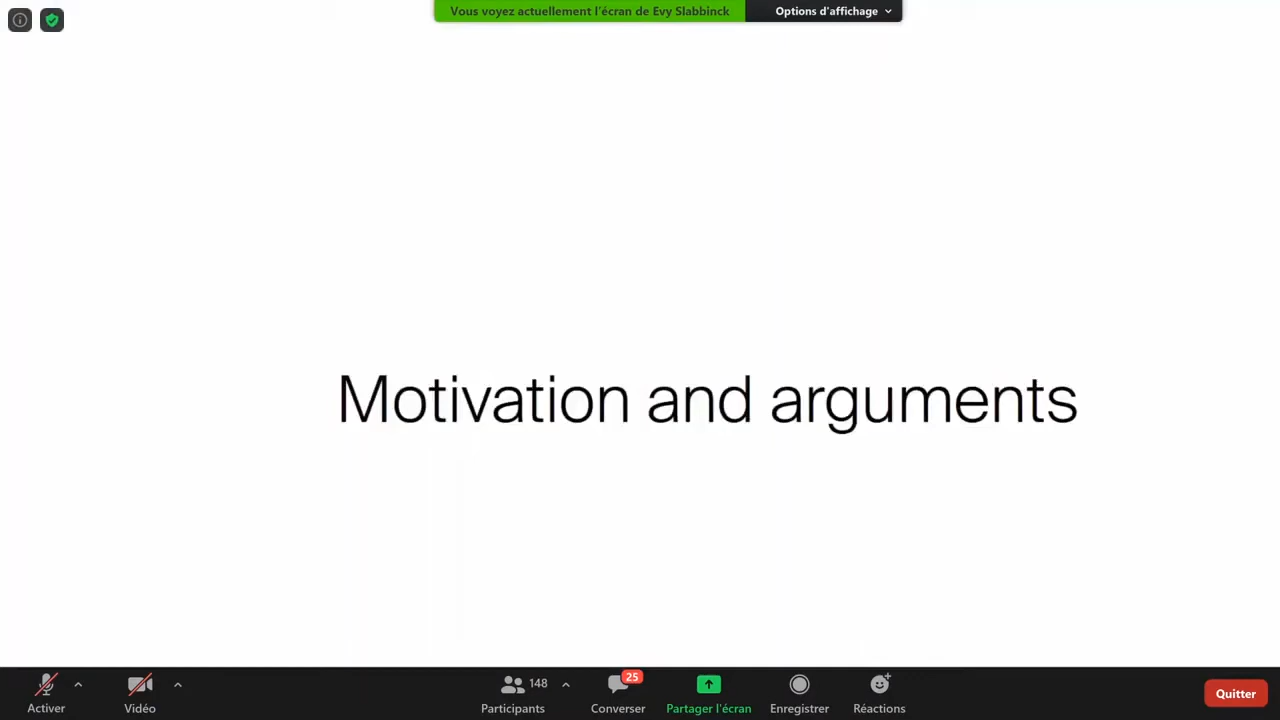 Vous voyez actuellement l'écran de Evy Slabbinck
Options d'affichage
Motivation and arguments
148
25
Activer
Vidéo
Participants
Converser
Partager l'écran
Enregistrer
Réactions
Quitter